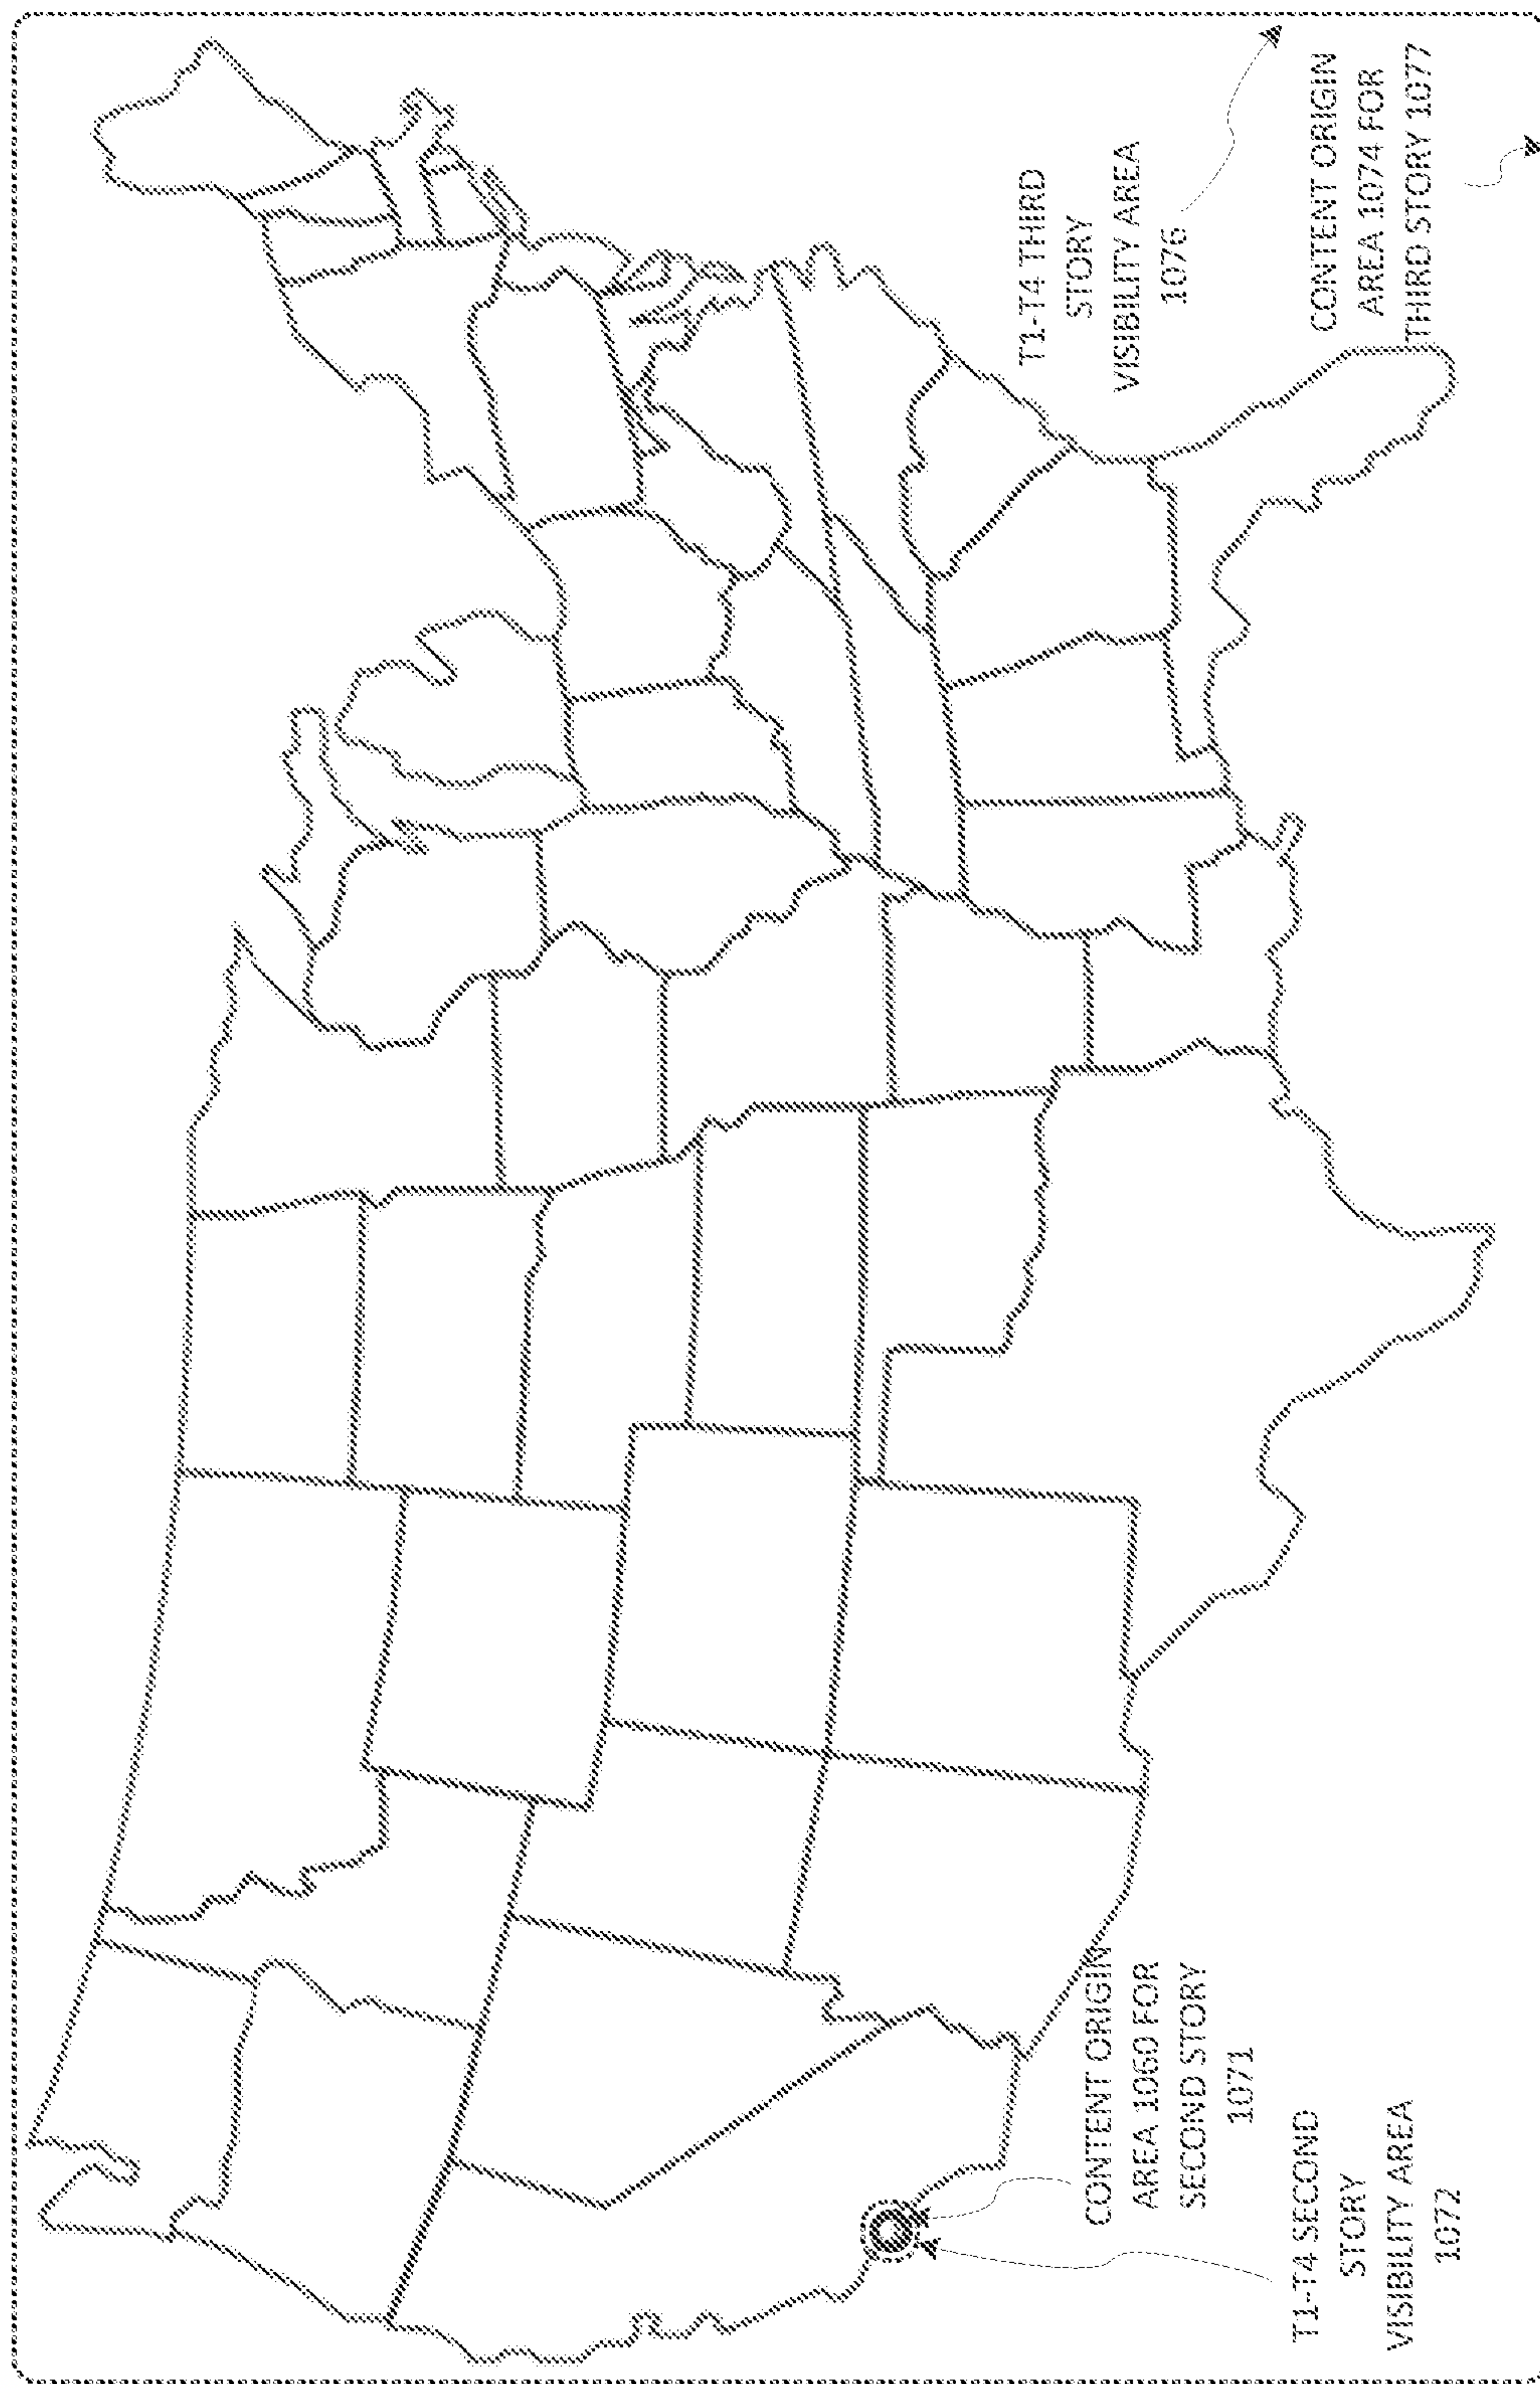 T1-T4 THIRD
STORY
VISIBILITY AREA
1076
CONTENT ORIGIN
AREA 1074 FOR
THIRD STORY 1077
CONTENT ORIGIN
AREA 1060 FOR
SECOND STORY
1071
T1-T4 SECOND
STORY
VISIBILITY AREA
1072